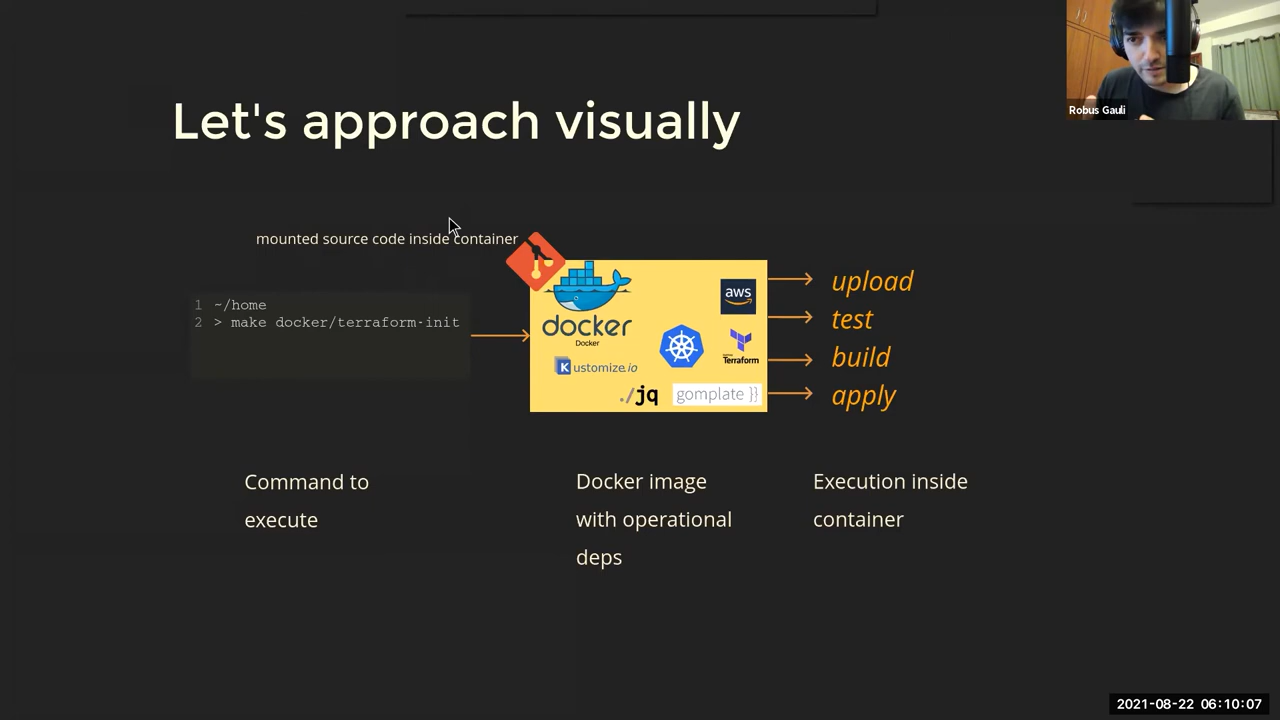 Robus Gauli
Let's approach visually
mounted source code inside container
1 ~/home
2 > make docker/terraform-init
docker
Docker
Kustomize.io
./jq
aws
Terraform
gomplate }}
upload
test
build
apply
Command to
execute
Docker image
with operational
deps
Execution inside
container
2021-08-22 06:10:07